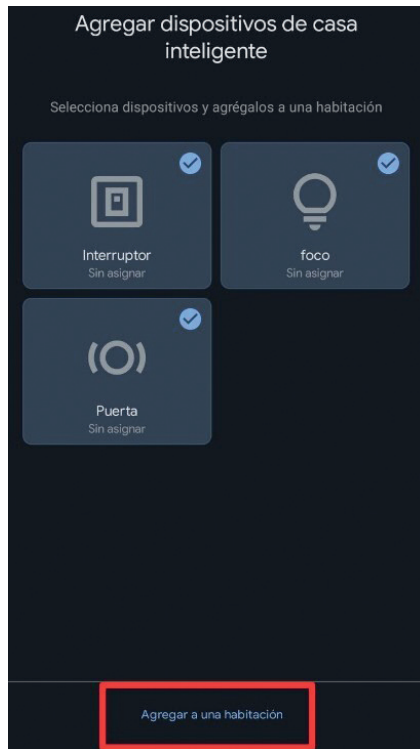 Agregar dispositivos de casa
inteligente
Selecciona dispositivos y agrégalos a una habitación
Interruptor
Sin asignar
foco
Sin asignar
Puerta
Sin asignar
Agregar a una habitación